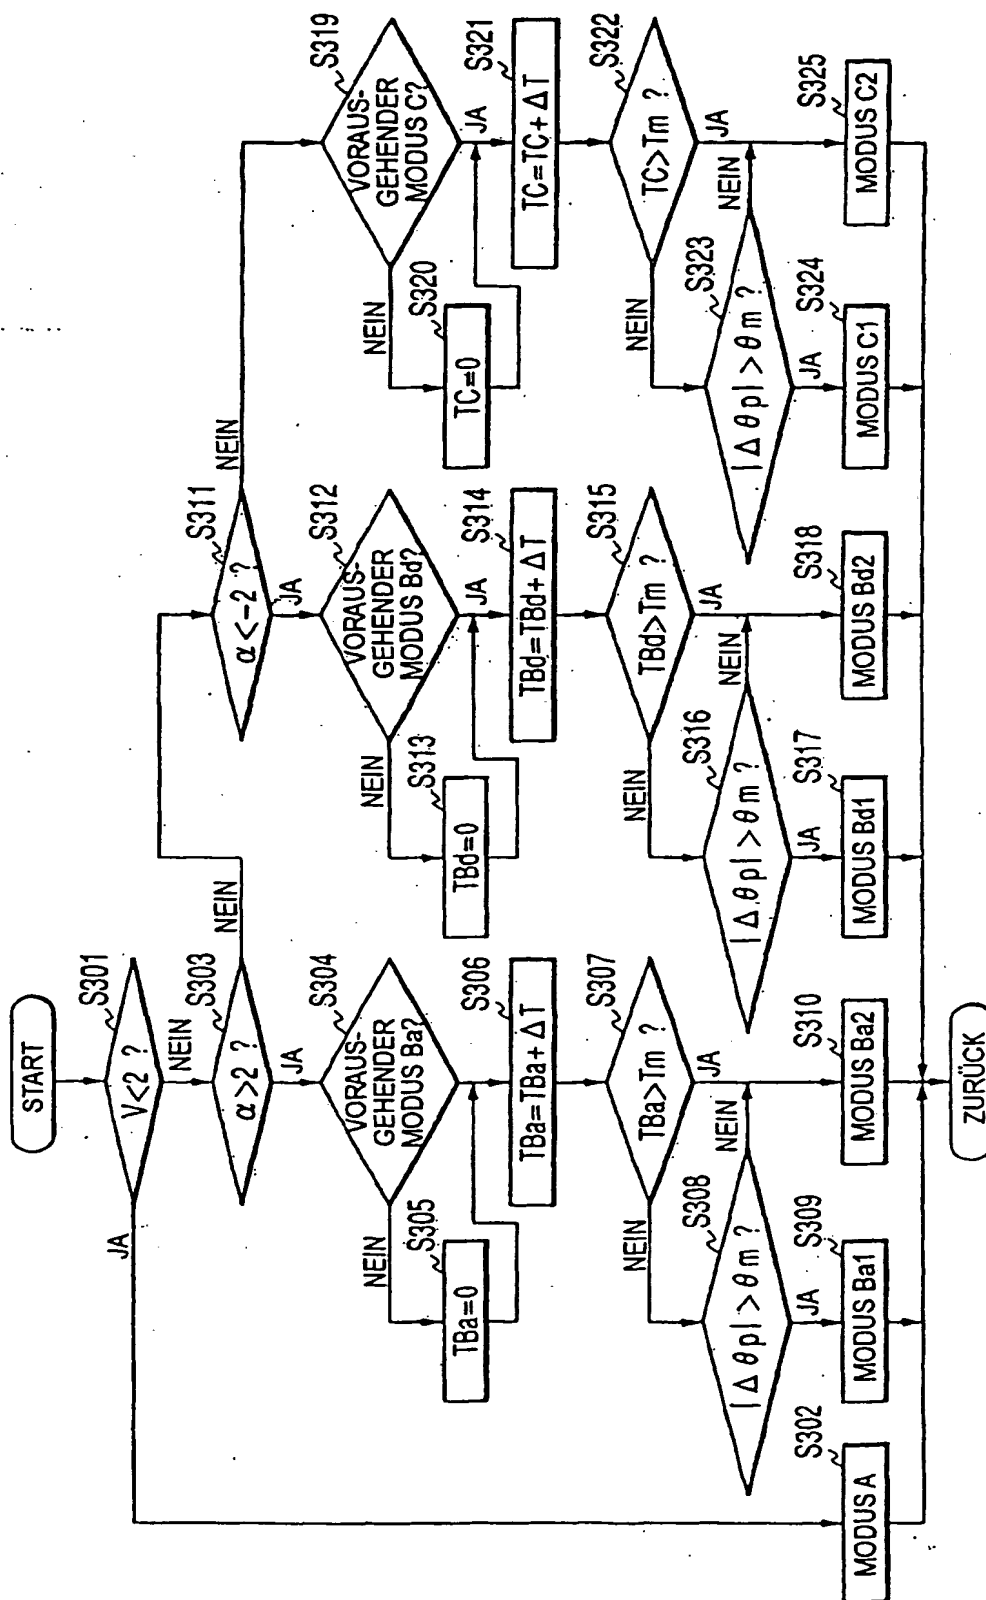 START
S301
V<2 ?
JA
NEIN
S303
α>2 ?
NEIN
JA
S304
VORAUS-
GEHENDER
MODUS Ba?
NEIN
S305
TBa=0
S306
TBa=TBa+ΔT
S307
TBa>Tm ?
NEIN
JA
S308
|Δθp|>θm ?
NEIN
JA
S302
MODUS A
S309
MODUS Ba1
S310
MODUS Ba2
S311
α<-2 ?
NEIN
JA
S312
VORAUS-
GEHENDER
MODUS Bd?
NEIN
JA
S313
TBd=0
S314
TBd=TBd+ΔT
S315
TBd>Tm ?
NEIN
JA
S316
|Δθp|>θm ?
NEIN
JA
S317
MODUS Bd1
S318
MODUS Bd2
S319
VORAUS-
GEHENDER
MODUS C?
NEIN
JA
S320
TC=0
S321
TC=TC+ΔT
S322
TC>Tm ?
NEIN
JA
S323
|Δθp|>θm ?
NEIN
JA
S324
MODUS C1
S325
MODUS C2
ZURÜCK